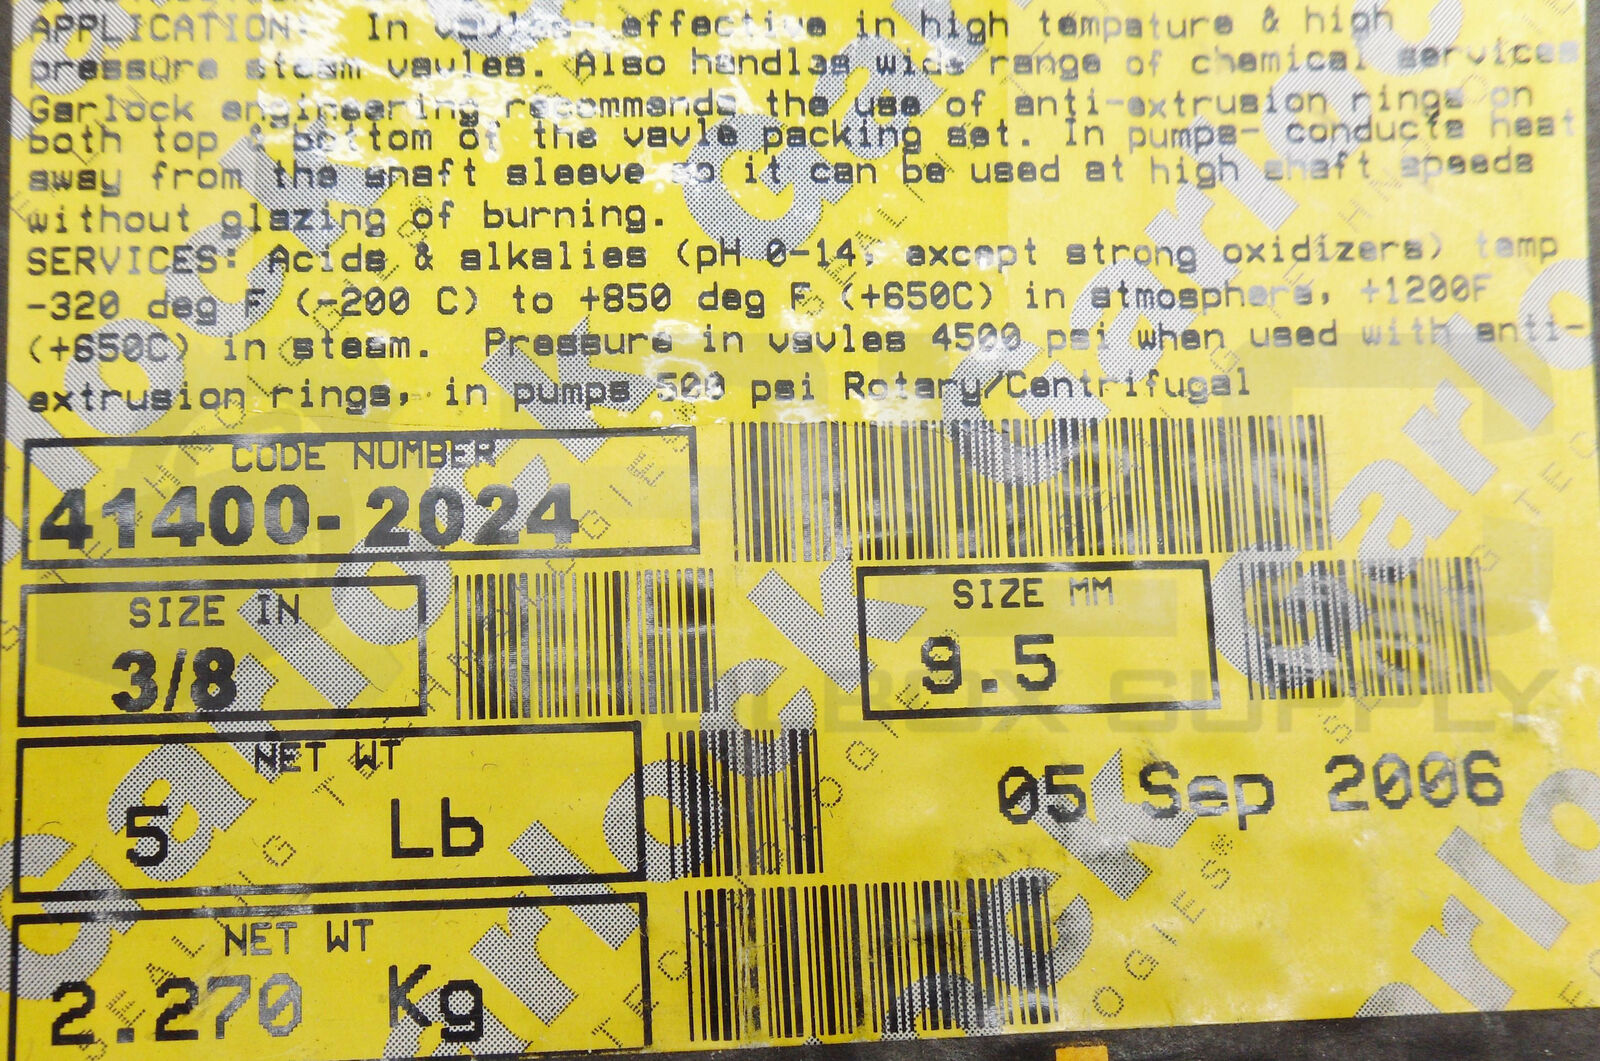 APPLICATION: In vavles- effective in high tempature & high
pressure steam vavles. Also handles wide range of chemical services
Garlock engineering recommends the use of anti-extrusion rings on
both top & bottom of the vavle packing set. In pumps- conducts heat
away from the shaft sleeve so it can be used at high shaft speeds
without glazing of burning.
SERVICES: Acids & alkalies (pH 0-14, except strong oxidizers) temp
-320 deg F (-200 C) to +850 deg F (+650C) in atmosphere, +1200F
(+650C) in steam. Pressure in vavles 4500 psi when used with anti-
extrusion rings, in pumps 500 psi Rotary/Centrifugal
CODE NUMBER
41400-2024
SIZE IN
3/8
SIZE MM
9.5
NET WT
5 Lb
05 Sep 2006
NET WT
2.270 Kg
Garlock
SEALING TECHNOLOGIES®
TOOLBOX SUPPLY